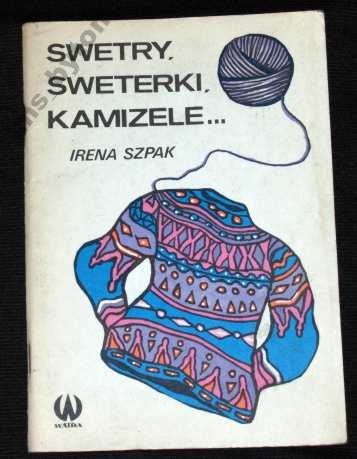 SWETRY,
SWETERKI,
KAMIZELE...
IRENA SZPAK
WATRA